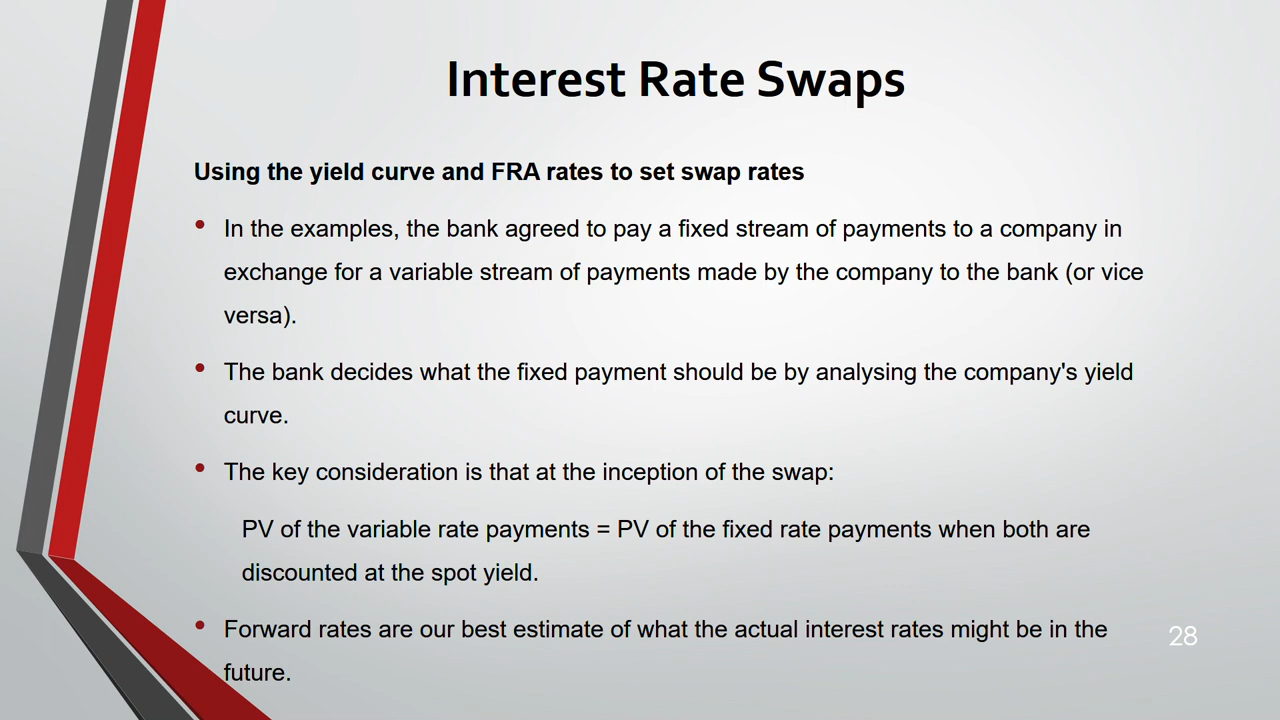 Interest Rate Swaps
Using the yield curve and FRA rates to set swap rates
• In the examples, the bank agreed to pay a fixed stream of payments to a company in
exchange for a variable stream of payments made by the company to the bank (or vice
versa).
• The bank decides what the fixed payment should be by analysing the company's yield
curve.
• The key consideration is that at the inception of the swap:
PV of the variable rate payments = PV of the fixed rate payments when both are
discounted at the spot yield.
• Forward rates are our best estimate of what the actual interest rates might be in the
future.
28